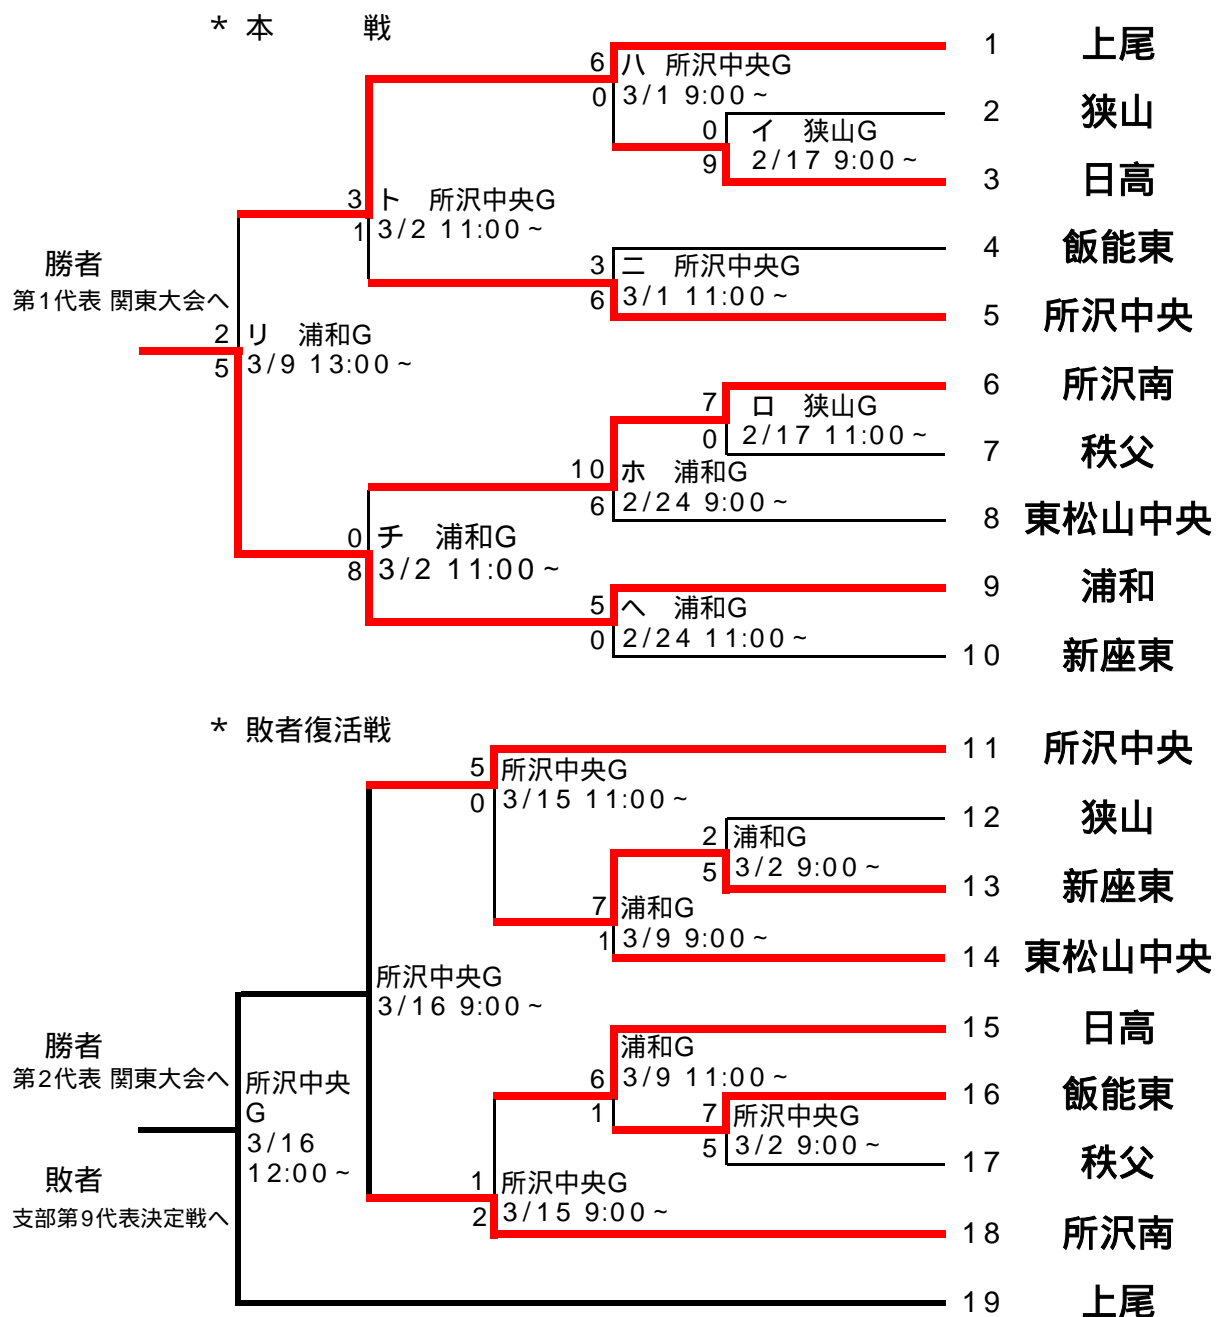 * 本　　戦
1 上尾
6 ハ 所沢中央G
0 3/1 9:00～
2 狭山
0 イ 狭山G
9 2/17 9:00～
3 日高
3 ト 所沢中央G
1 3/2 11:00～
4 飯能東
3 ニ 所沢中央G
6 3/1 11:00～
5 所沢中央
勝者
第1代表 関東大会へ
2 リ 浦和G
5 3/9 13:00～
6 所沢南
7 ロ 狭山G
0 2/17 11:00～
7 秩父
10 ホ 浦和G
6 2/24 9:00～
8 東松山中央
0 チ 浦和G
8 3/2 11:00～
9 浦和
5 ヘ 浦和G
0 2/24 11:00～
10 新座東
* 敗者復活戦
11 所沢中央
5 所沢中央G
0 3/15 11:00～
12 狭山
2 浦和G
5 3/2 9:00～
13 新座東
7 浦和G
1 3/9 9:00～
14 東松山中央
所沢中央G
3/16 9:00～
15 日高
浦和G
6 3/9 11:00～
1
16 飯能東
7 所沢中央G
5 3/2 9:00～
17 秩父
勝者
第2代表 関東大会へ
所沢中央
G
3/16
12:00～
敗者
支部第9代表決定戦へ
1 所沢中央G
2 3/15 9:00～
18 所沢南
19 上尾